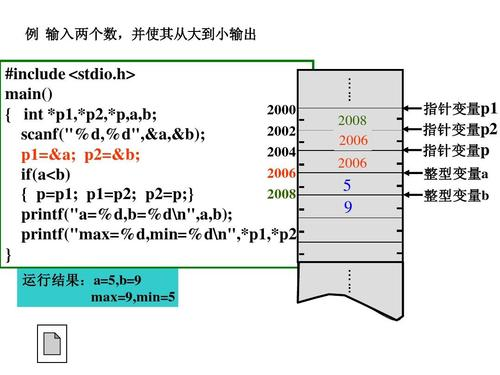 例 输入两个数，并使其从大到小输出
#include <stdio.h>
main()
{ int *p1,*p2,*p,a,b;
scanf("%d,%d",&a,&b);
p1=&a; p2=&b;
if(a<b)
{ p=p1; p1=p2; p2=p;}
printf("a=%d,b=%d\n",a,b);
printf("max=%d,min=%d\n",*p1,*p2
}
运行结果：a=5,b=9
max=9,min=5
2000
2002
2004
2006
2008
2008
2006
2006
5
9
指针变量p1
指针变量p2
指针变量p
整型变量a
整型变量b